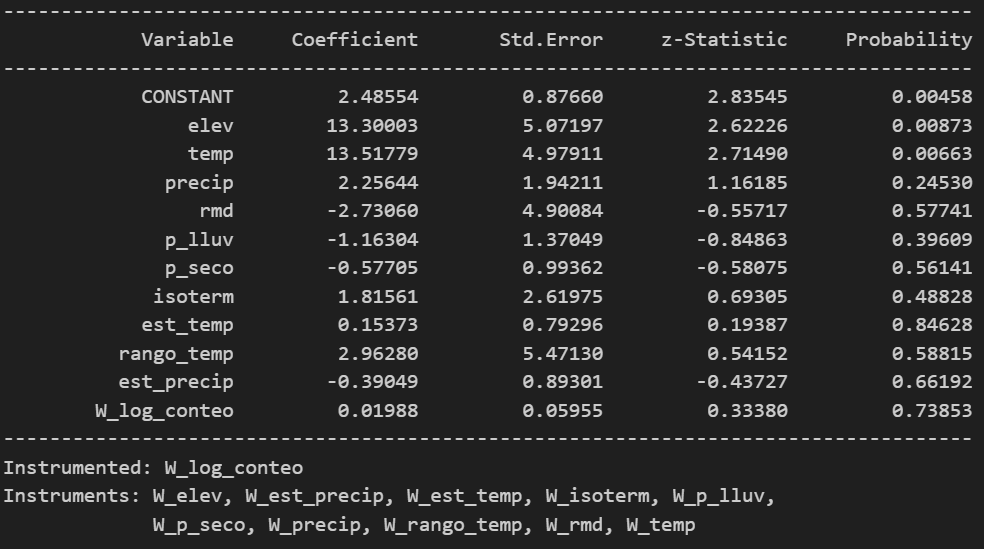 ------------------------------------------------------------------------------------
            Variable     Coefficient       Std.Error     z-Statistic     Probability
------------------------------------------------------------------------------------
            CONSTANT         2.48554         0.87660         2.83545         0.00458
                elev        13.30003         5.07197         2.62226         0.00873
                temp        13.51779         4.97911         2.71490         0.00663
              precip         2.25644         1.94211         1.16185         0.24530
                 rmd        -2.73060         4.90084        -0.55717         0.57741
              p_lluv        -1.16304         1.37049        -0.84863         0.39609
              p_seco        -0.57705         0.99362        -0.58075         0.56141
             isoterm         1.81561         2.61975         0.69305         0.48828
            est_temp         0.15373         0.79296         0.19387         0.84628
          rango_temp         2.96280         5.47130         0.54152         0.58815
          est_precip        -0.39049         0.89301        -0.43727         0.66192
        W_log_conteo         0.01988         0.05955         0.33380         0.73853
------------------------------------------------------------------------------------
Instrumented: W_log_conteo
Instruments: W_elev, W_est_precip, W_est_temp, W_isoterm, W_p_lluv,
             W_p_seco, W_precip, W_rango_temp, W_rmd, W_temp